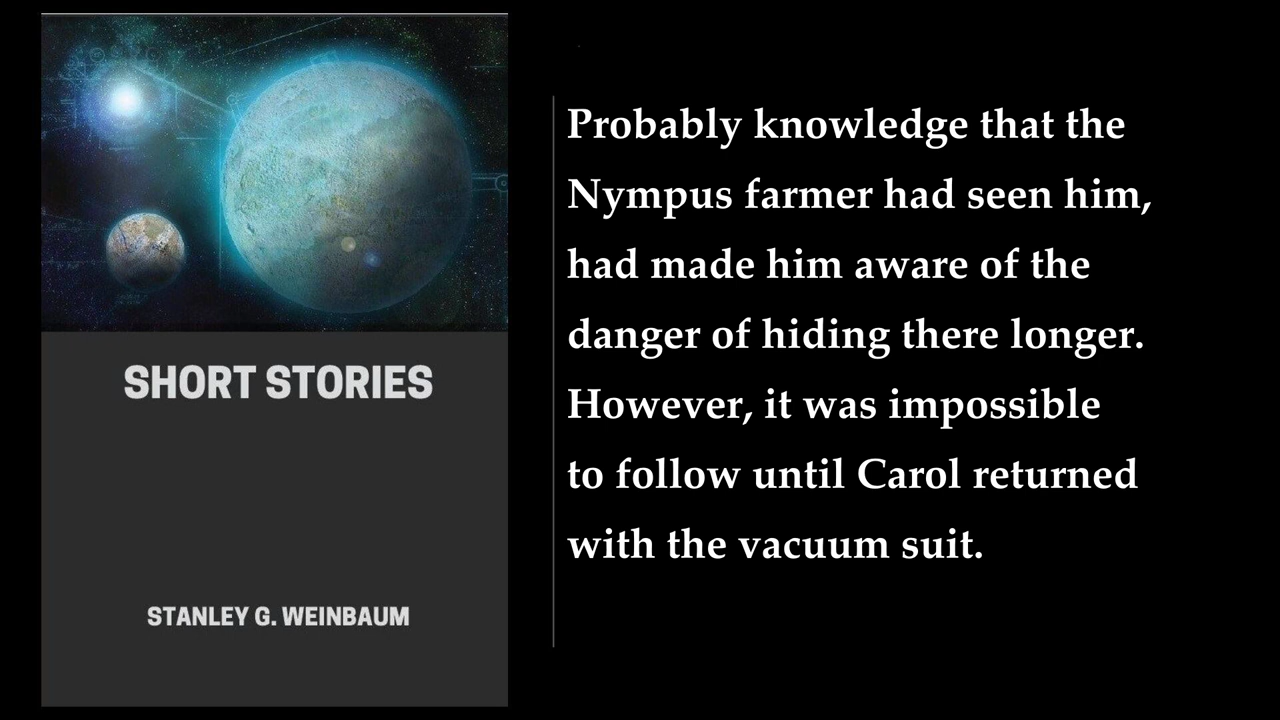 SHORT STORIES
STANLEY G. WEINBAUM
Probably knowledge that the
Nympus farmer had seen him,
had made him aware of the
danger of hiding there longer.
However, it was impossible
to follow until Carol returned
with the vacuum suit.